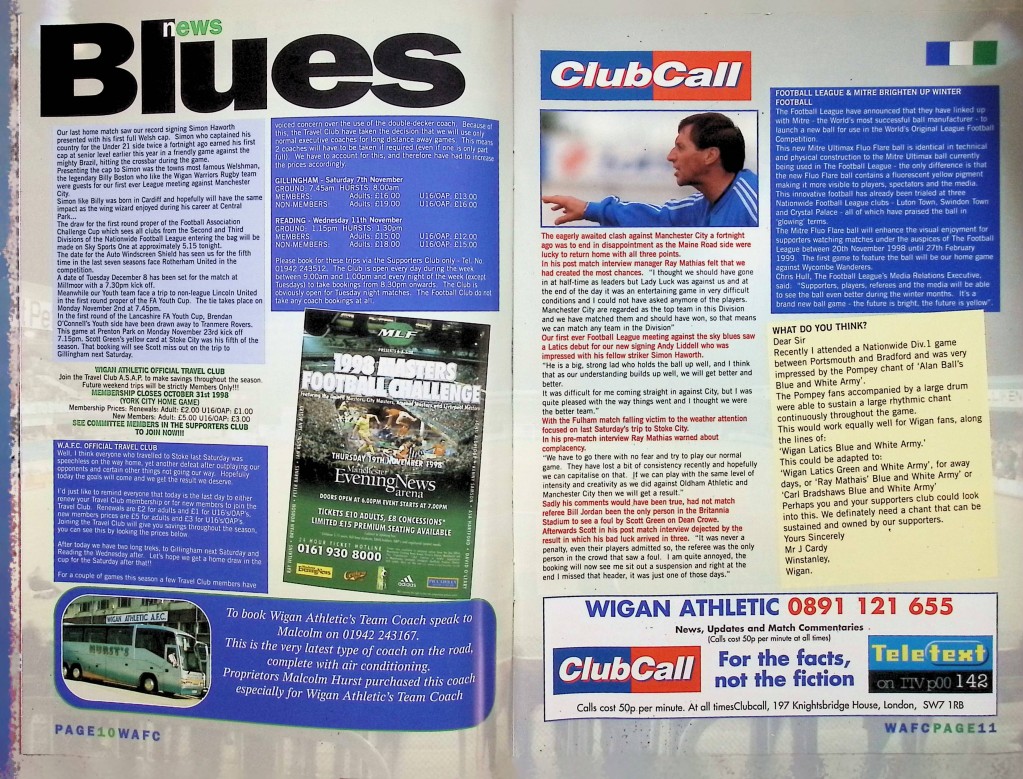 news
Blues
Our last home match saw our record signing Simon Haworth
presented with his first full Welsh cap. Simon who captained his
country for the Under 21 side twice a fortnight ago earned his first
cap at senior level earlier this year in a friendly game against the
mighty Brazil, hitting the crossbar during the game.
Presenting the cap to Simon was the towns most famous Welshman,
the legendary Billy Boston who like the Wigan Warriors Rugby team
were guests for our first ever League meeting against Manchester
City.
Simon like Billy was born in Cardiff and hopefully will have the same
impact as the wing wizard enjoyed during his career at Central
Park...
The draw for the first round proper of the Football Association
Challenge Cup which sees all clubs from the Second and Third
Divisions of the Nationwide Football League entering the bag will be
made on Sky Sports One at approximately 5.15 tonight.
The date for the Auto Windscreen Shield has seen us for the fifth
time in the last seven seasons face Rotherham United in the
competition.
A date of Tuesday December 8 has been set for the match at
Millmoor with a 7.30pm kick off.
Meanwhile our Youth team face a trip to non-league Lincoln United
in the first round proper of the FA Youth Cup. The tie takes place on
Monday November 2nd at 7.45pm.
In the first round of the Lancashire FA Youth Cup, Brendan
O'Connell's Youth side have been drawn away to Tranmere Rovers.
This game at Prenton Park on Monday November 23rd kick off
7.15pm. Scott Green's yellow card at Stoke City was his fifth of the
season. That booking will see Scott miss out on the trip to
Gillingham next Saturday.
WIGAN ATHLETIC OFFICIAL TRAVEL CLUB
Join the Travel Club A.S.A.P. to make savings throughout the season.
Future weekend trips will be strictly Members Only!!!
MEMBERSHIP CLOSES OCTOBER 31st 1998
(YORK CITY HOME GAME)
Membership Prices: Renewals: Adult: £2.00 U16/OAP: £1.00
New Members: Adult: £5.00 U16/OAP: £3.00
SEE COMMITTEE MEMBERS IN THE SUPPORTERS CLUB
TO JOIN NOW!!!
W.A.F.C. OFFICIAL TRAVEL CLUB
Well, I think everyone who travelled to Stoke last Saturday was
speechless on the way home, yet another defeat after outplaying our
opponents and certain other things not going our way. Hopefully
today the goals will come and we get the result we deserve.
I'd just like to remind everyone that today is the last day to either
renew your Travel Club membership or for new members to join the
Travel Club. Renewals are £2 for adults and £1 for U16's/OAP's,
new members prices are £5 for adults and £3 for U16's/OAP's.
Joining the Travel Club will give you savings throughout the season,
you can see this by looking at the prices below.
After today we have two long treks, to Gillingham next Saturday and
Reading the Wednesday after. Let's hope we get a home draw in the
cup for the Saturday after that!!
For a couple of games this season a few Travel Club members have
voiced concern over the use of the double-decker coach. Because of
this, the Travel Club have taken the decision that we will use only
normal executive coaches for long distance away games. This means
2 coaches will have to be taken if required (even if one is only part
full). We have to account for this, and therefore have had to increase
the prices accordingly:
GILLINGHAM - Saturday 7th November
GROUND: 7.45am HURSTS: 8.00am
MEMBERS: Adults: £16.00 U16/OAP: £13.00
NON-MEMBERS: Adults: £19.00 U16/OAP: £16.00
READING - Wednesday 11th November
GROUND: 1.15pm HURSTS: 1.30pm
MEMBERS: Adults: £15.00 U16/OAP: £12.00
NON-MEMBERS: Adults: £18.00 U16/OAP: £15.00
Please book for these trips via the Supporters Club only - Tel. No.
01942 243512. The Club is open every day during the week
between 9.00am and 1.00pm and every night of the week (except
Tuesdays) to take bookings from 8.30pm onwards. The Club is
obviously open for Tuesday night matches. The Football Club do not
take any coach bookings at all.
MLF
PRESENTS THE
1998 MASTERS
FOOTBALL CHALLENGE
THURSDAY 19TH NOVEMBER 1998
Manchester
Evening News
arena
DOORS OPEN AT 6.00PM EVENT STARTS AT 7.00PM
TICKETS £10 ADULTS, £8 CONCESSIONS*
LIMITED £15 PREMIUM SEATING AVAILABLE
24 HOUR TICKET HOTLINE
0161 930 8000
Evening News
adidas
WIGAN ATHLETIC A.F.C.
HURST'S
To book Wigan Athletic's Team Coach speak to
Malcolm on 01942 243167.
This is the very latest type of coach on the road,
complete with air conditioning.
Proprietors Malcolm Hurst purchased this coach
especially for Wigan Athletic's Team Coach
PAGE10WAFC
ClubCall
The eagerly awaited clash against Manchester City a fortnight
ago was to end in disappointment as the Maine Road side were
lucky to return home with all three points.
In his post match interview manager Ray Mathias felt that we
had created the most chances. "I thought we should have gone
in at half-time as leaders but Lady Luck was against us and at
the end of the day it was an entertaining game in very difficult
conditions and I could not have asked anymore of the players.
Manchester City are regarded as the top team in this Division
and we have matched them and should have won, so that means
we can match any team in the Division"
Our first ever Football League meeting against the sky blues saw
a Latics debut for our new signing Andy Liddell who was
impressed with his fellow striker Simon Haworth.
"He is a big, strong lad who holds the ball up well, and I think
that as our understanding builds up well, we will get better and
better.
It was difficult for me coming straight in against City, but I was
quite pleased with the way things went and I thought we were
the better team."
With the Fulham match falling victim to the weather attention
focused on last Saturday's trip to Stoke City.
In his pre-match interview Ray Mathias warned about
complacency.
"We have to go there with no fear and try to play our normal
game. They have lost a bit of consistency recently and hopefully
we can capitalise on that. If we can play with the same level of
intensity and creativity as we did against Oldham Athletic and
Manchester City then we will get a result."
Sadly his comments would have been true, had not match
referee Bill Jordan been the only person in the Britannia
Stadium to see a foul by Scott Green on Dean Crowe.
Afterwards Scott in his post match interview dejected by the
result in which his bad luck arrived in three. "It was never a
penalty, even their players admitted so, the referee was the only
person in the crowd that saw a foul. I am quite annoyed, the
booking will now see me sit out a suspension and right at the
end I missed that header, it was just one of those days."
FOOTBALL LEAGUE & MITRE BRIGHTEN UP WINTER
FOOTBALL
The Football League have announced that they have linked up
with Mitre - the World's most successful ball manufacturer - to
launch a new ball for use in the World's Original League Football
Competition.
This new Mitre Ultimax Fluo Flare ball is identical in technical
and physical construction to the Mitre Ultimax ball currently
being used in The Football League - the only difference is that
the new Fluo Flare ball contains a fluorescent yellow pigment
making it more visible to players, spectators and the media.
This innovative football has already been trialed at three
Nationwide Football League clubs - Luton Town, Swindon Town
and Crystal Palace - all of which have praised the ball in
'glowing' terms.
The Mitre Fluo Flare ball will enhance the visual enjoyment for
supporters watching matches under the auspices of The Football
League between 20th November 1998 until 27th February
1999. The first game to feature the ball will be our home game
against Wycombe Wanderers.
Chris Hull, The Football League's Media Relations Executive,
said: "Supporters, players, referees and the media will be able
to see the ball even better during the winter months. It's a
brand new ball game - the future is bright, the future is yellow".
WHAT DO YOU THINK?
Dear Sir
Recently I attended a Nationwide Div.1 game
between Portsmouth and Bradford and was very
impressed by the Pompey chant of 'Alan Ball's
Blue and White Army'.
The Pompey fans accompanied by a large drum
were able to sustain a large rhythmic chant
continuously throughout the game.
This would work equally well for Wigan fans, along
the lines of:
'Wigan Latics Blue and White Army.'
This could be adapted to:
'Wigan Latics Green and White Army', for away
days, or 'Ray Mathais' Blue and White Army' or
'Carl Bradshaws Blue and White Army'
Perhaps you and your supporters club could look
into this. We definately need a chant that can be
sustained and owned by our supporters.
Yours Sincerely
Mr J Cardy
Winstanley,
Wigan.
WIGAN ATHLETIC 0891 121 655
News, Updates and Match Commentaries
(Calls cost 50p per minute at all times)
ClubCall
For the facts,
not the fiction
Teletext
on ITV p00 142
Calls cost 50p per minute. At all timesClubcall, 197 Knightsbridge House, London, SW7 1RB
WAFCPAGE11